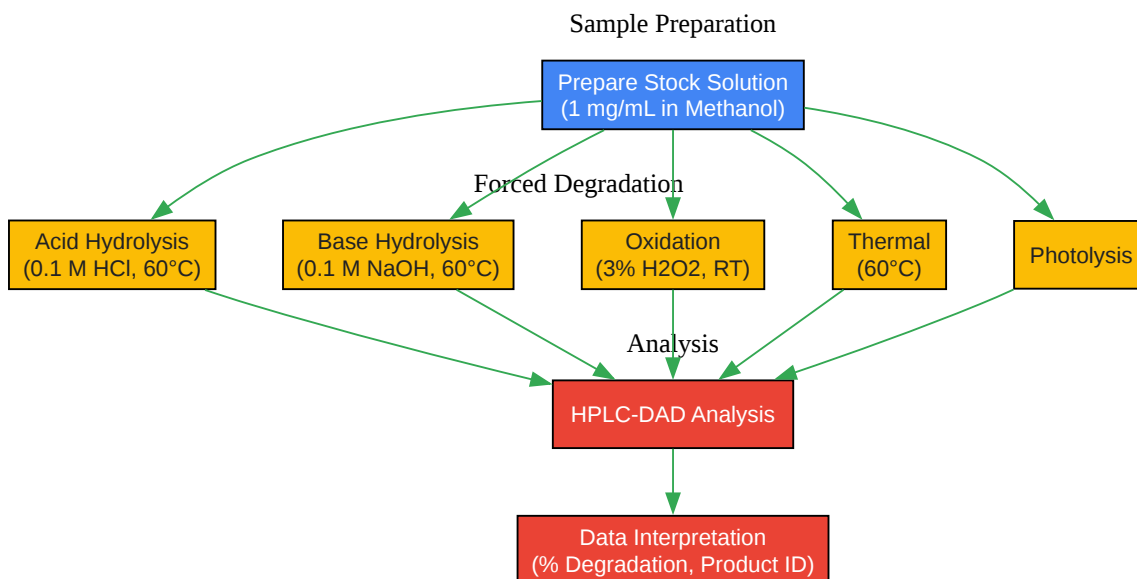 Sample Preparation
Prepare Stock Solution
(1 mg/mL in Methanol)
Forced Degradation
Acid Hydrolysis
(0.1 M HCl, 60°C)
Base Hydrolysis
(0.1 M NaOH, 60°C)
Oxidation
(3% H2O2, RT)
Thermal
(60°C)
Photolysis
Analysis
HPLC-DAD Analysis
Data Interpretation
(% Degradation, Product ID)